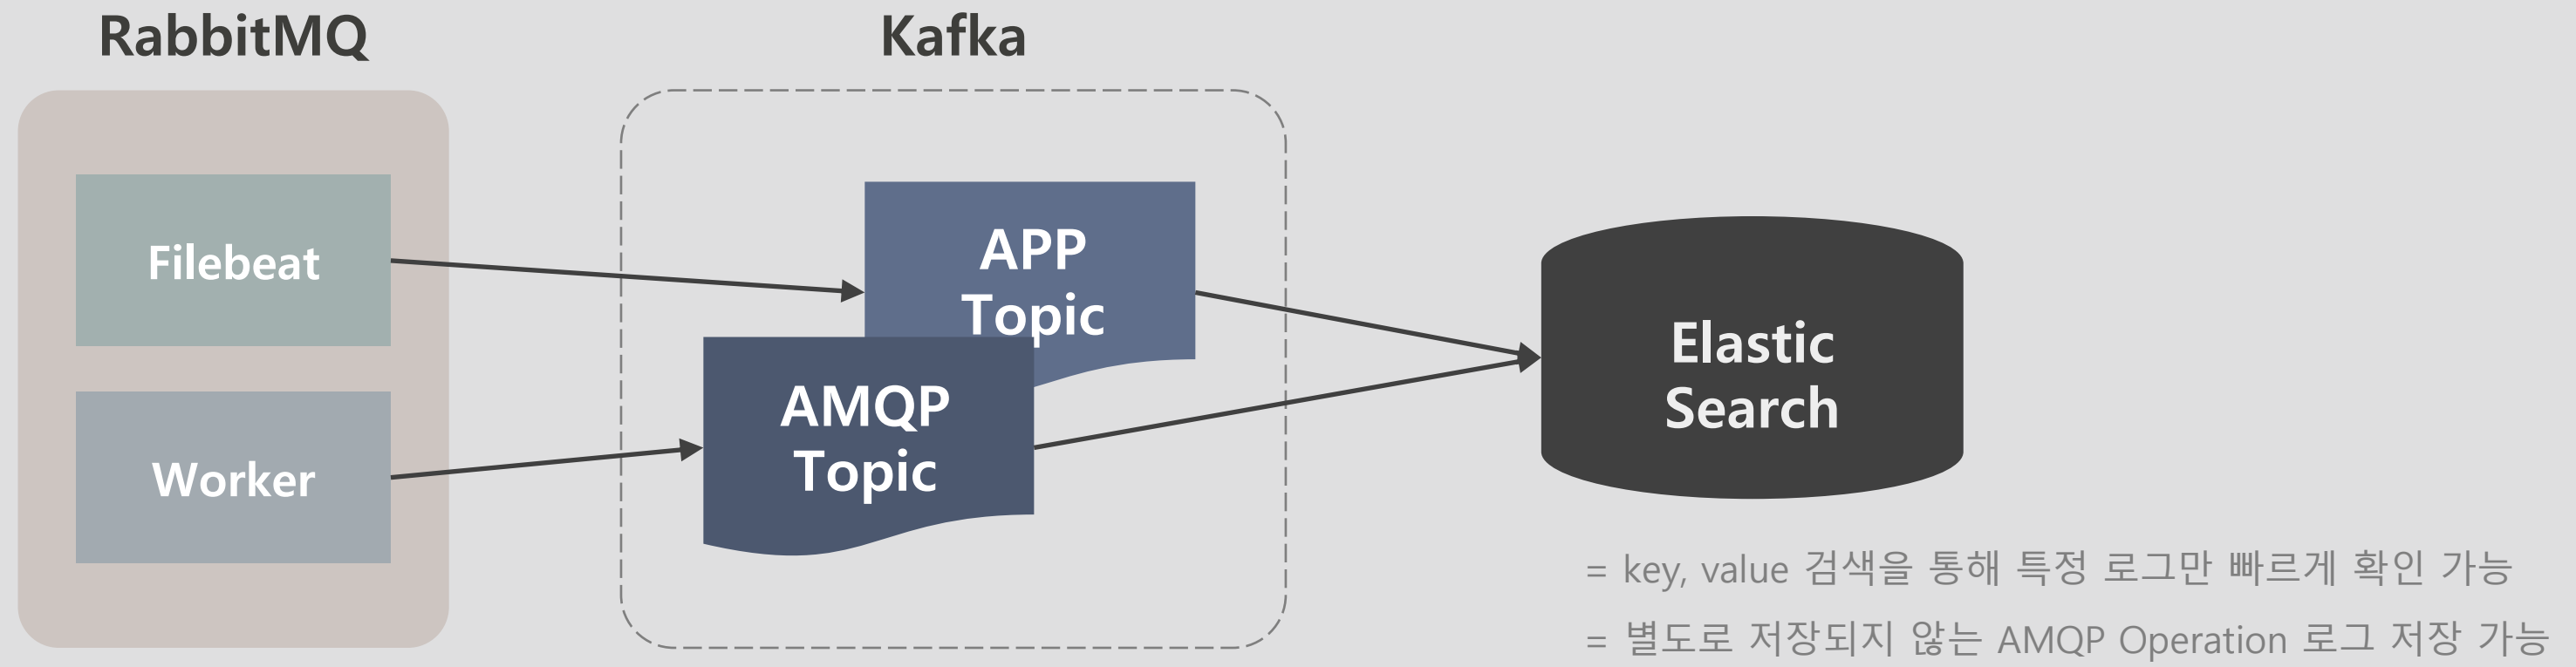 RabbitMQ
Kafka
Filebeat
Worker
APP
Topic
AMQP
Topic
Elastic
Search
= key, value 검색을 통해 특정 로그만 빠르게 확인 가능
= 별도로 저장되지 않는 AMQP Operation 로그 저장 가능